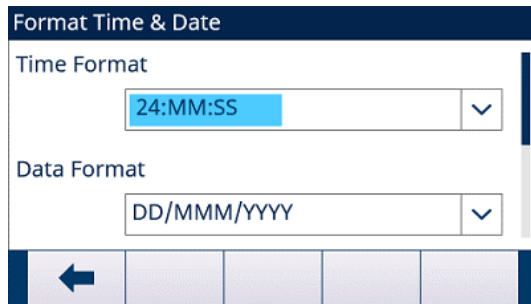 Format Time & Date
Time Format
24:MM:SS
Data Format
DD/MMM/YYYY